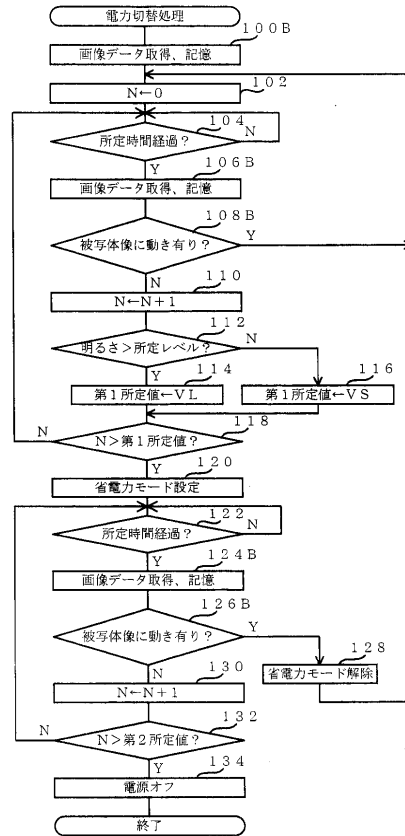 電力切替処理
100B
画像データ取得、記憶
102
N←0
104
所定時間経過?
N
Y
106B
画像データ取得、記憶
108B
被写体像に動き有り?
Y
N
110
N←N+1
112
明るさ>所定レベル?
N
Y
114
第1所定値←VL
116
第1所定値←VS
118
N>第1所定値?
N
Y
120
省電力モード設定
122
所定時間経過?
N
Y
124B
画像データ取得、記憶
126B
被写体像に動き有り?
Y
N
128
省電力モード解除
130
N←N+1
132
N>第2所定値?
N
Y
134
電源オフ
終了